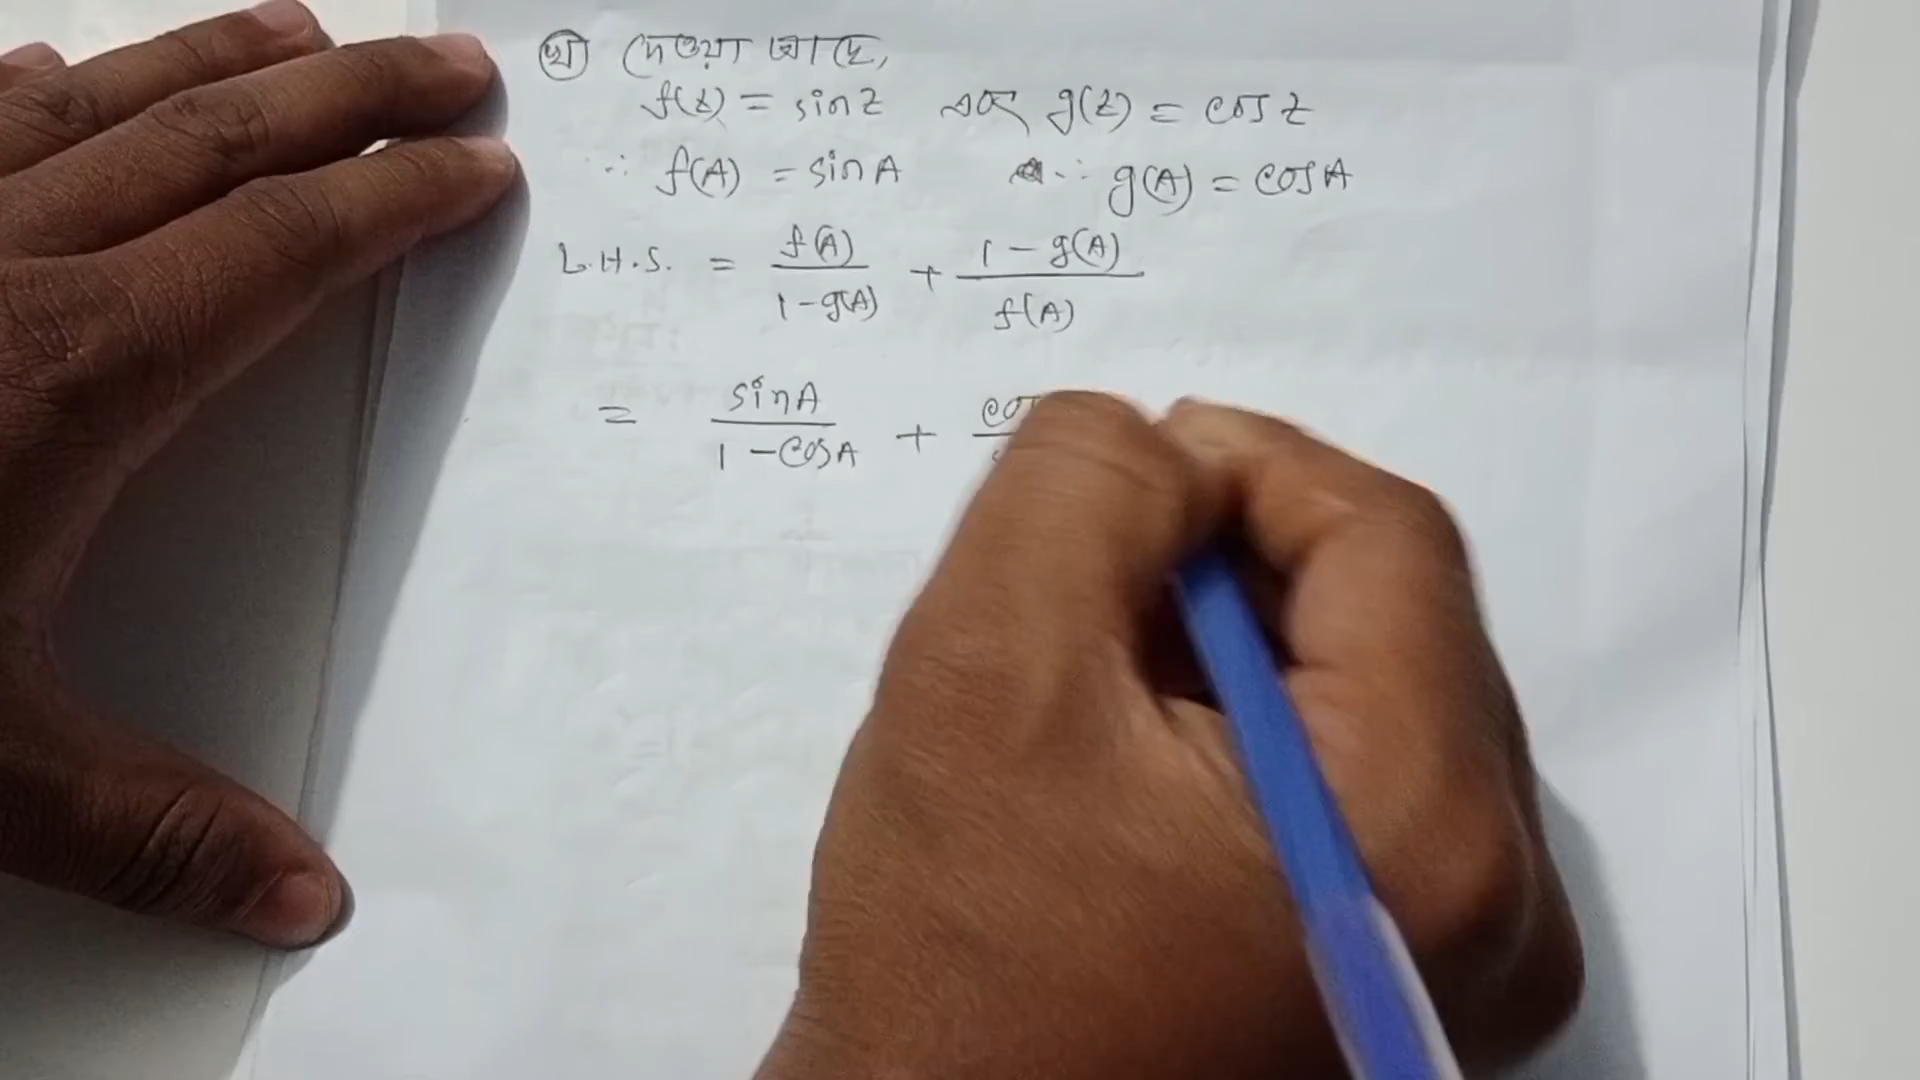 খ দেওয়া আছে,
f(z) = sin z এবং g(z) = cos z
∴ f(A) = sin A ∴ g(A) = cos A
L.H.S. = f(A)/1-g(A) + 1-g(A)/f(A)
= sin A/1-cos A +